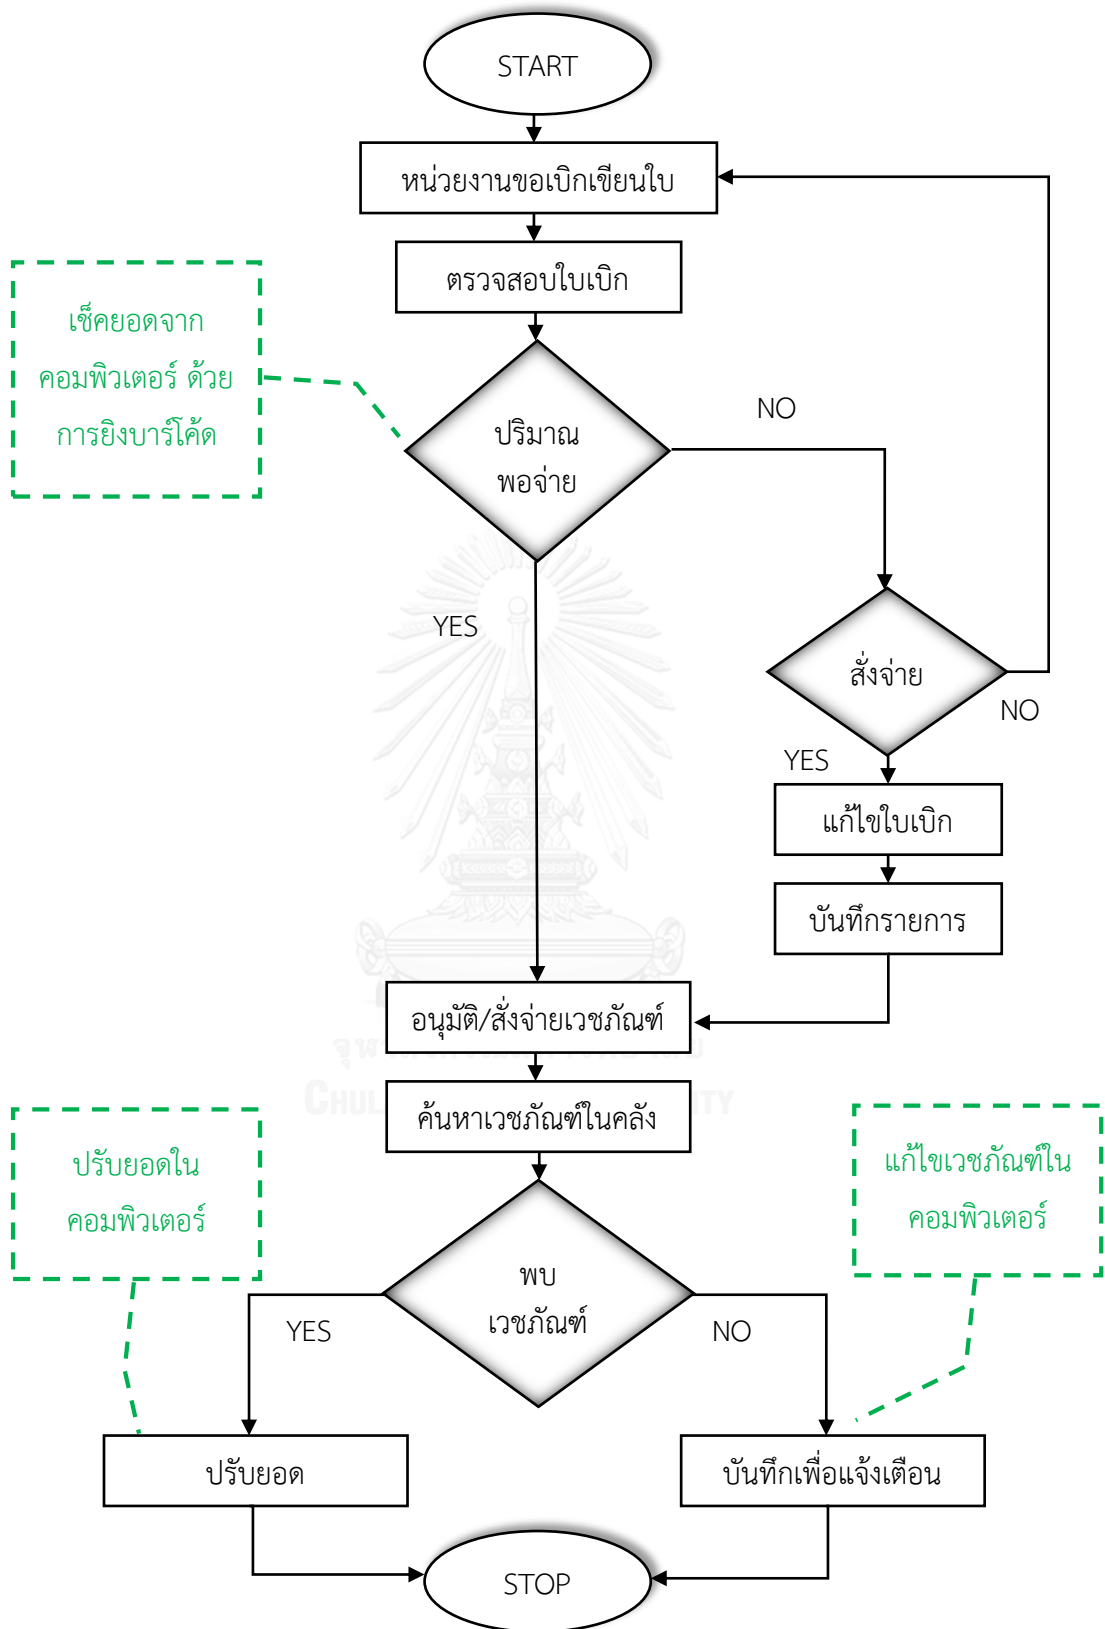 START
หน่วยงานขอเบิกเขียนใบ
ตรวจสอบใบเบิก
เช็คยอดจาก
คอมพิวเตอร์ ด้วย
การยิงบาร์โค้ด
ปริมาณ
พอจ่าย
NO
YES
สั่งจ่าย
NO
YES
แก้ไขใบเบิก
บันทึกรายการ
อนุมัติ/สั่งจ่ายเวชภัณฑ์
ค้นหาเวชภัณฑ์ในคลัง
ปรับยอดใน
คอมพิวเตอร์
แก้ไขเวชภัณฑ์ใน
คอมพิวเตอร์
พบ
เวชภัณฑ์
YES
NO
ปรับยอด
บันทึกเพื่อแจ้งเตือน
STOP